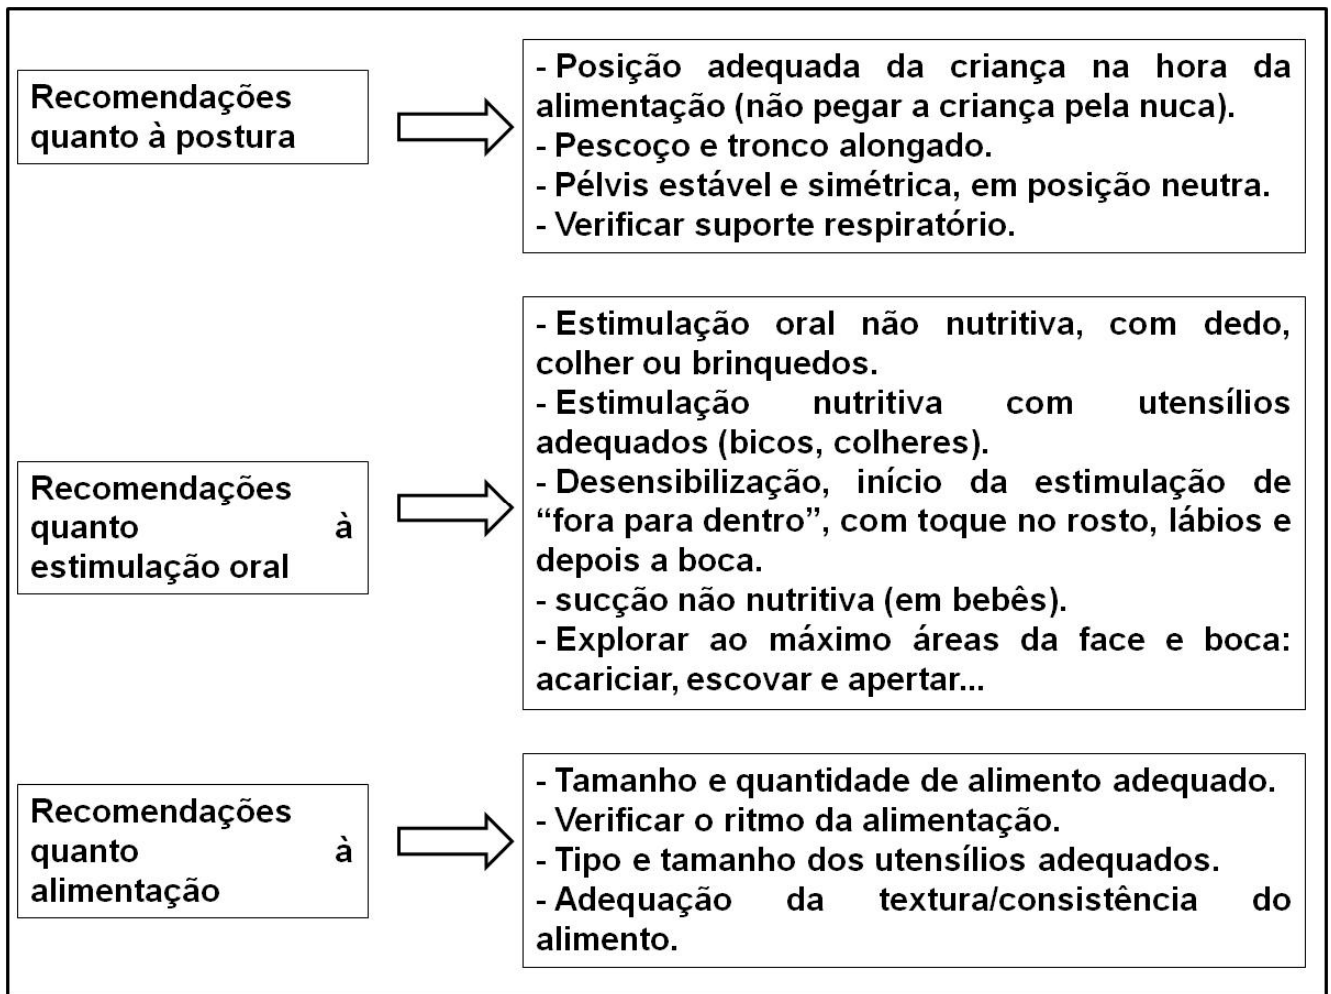 Recomendações
quanto à postura
- Posição adequada da criança na hora da
alimentação (não pegar a criança pela nuca).
- Pescoço e tronco alongado.
- Pélvis estável e simétrica, em posição neutra.
- Verificar suporte respiratório.
Recomendações
quanto à
estimulação oral
- Estimulação oral não nutritiva, com dedo,
colher ou brinquedos.
- Estimulação nutritiva com utensílios
adequados (bicos, colheres).
- Desensibilização, início da estimulação de
“fora para dentro”, com toque no rosto, lábios e
depois a boca.
- sucção não nutritiva (em bebês).
- Explorar ao máximo áreas da face e boca:
acariciar, escovar e apertar...
Recomendações
quanto à
alimentação
- Tamanho e quantidade de alimento adequado.
- Verificar o ritmo da alimentação.
- Tipo e tamanho dos utensílios adequados.
- Adequação da textura/consistência do
alimento.